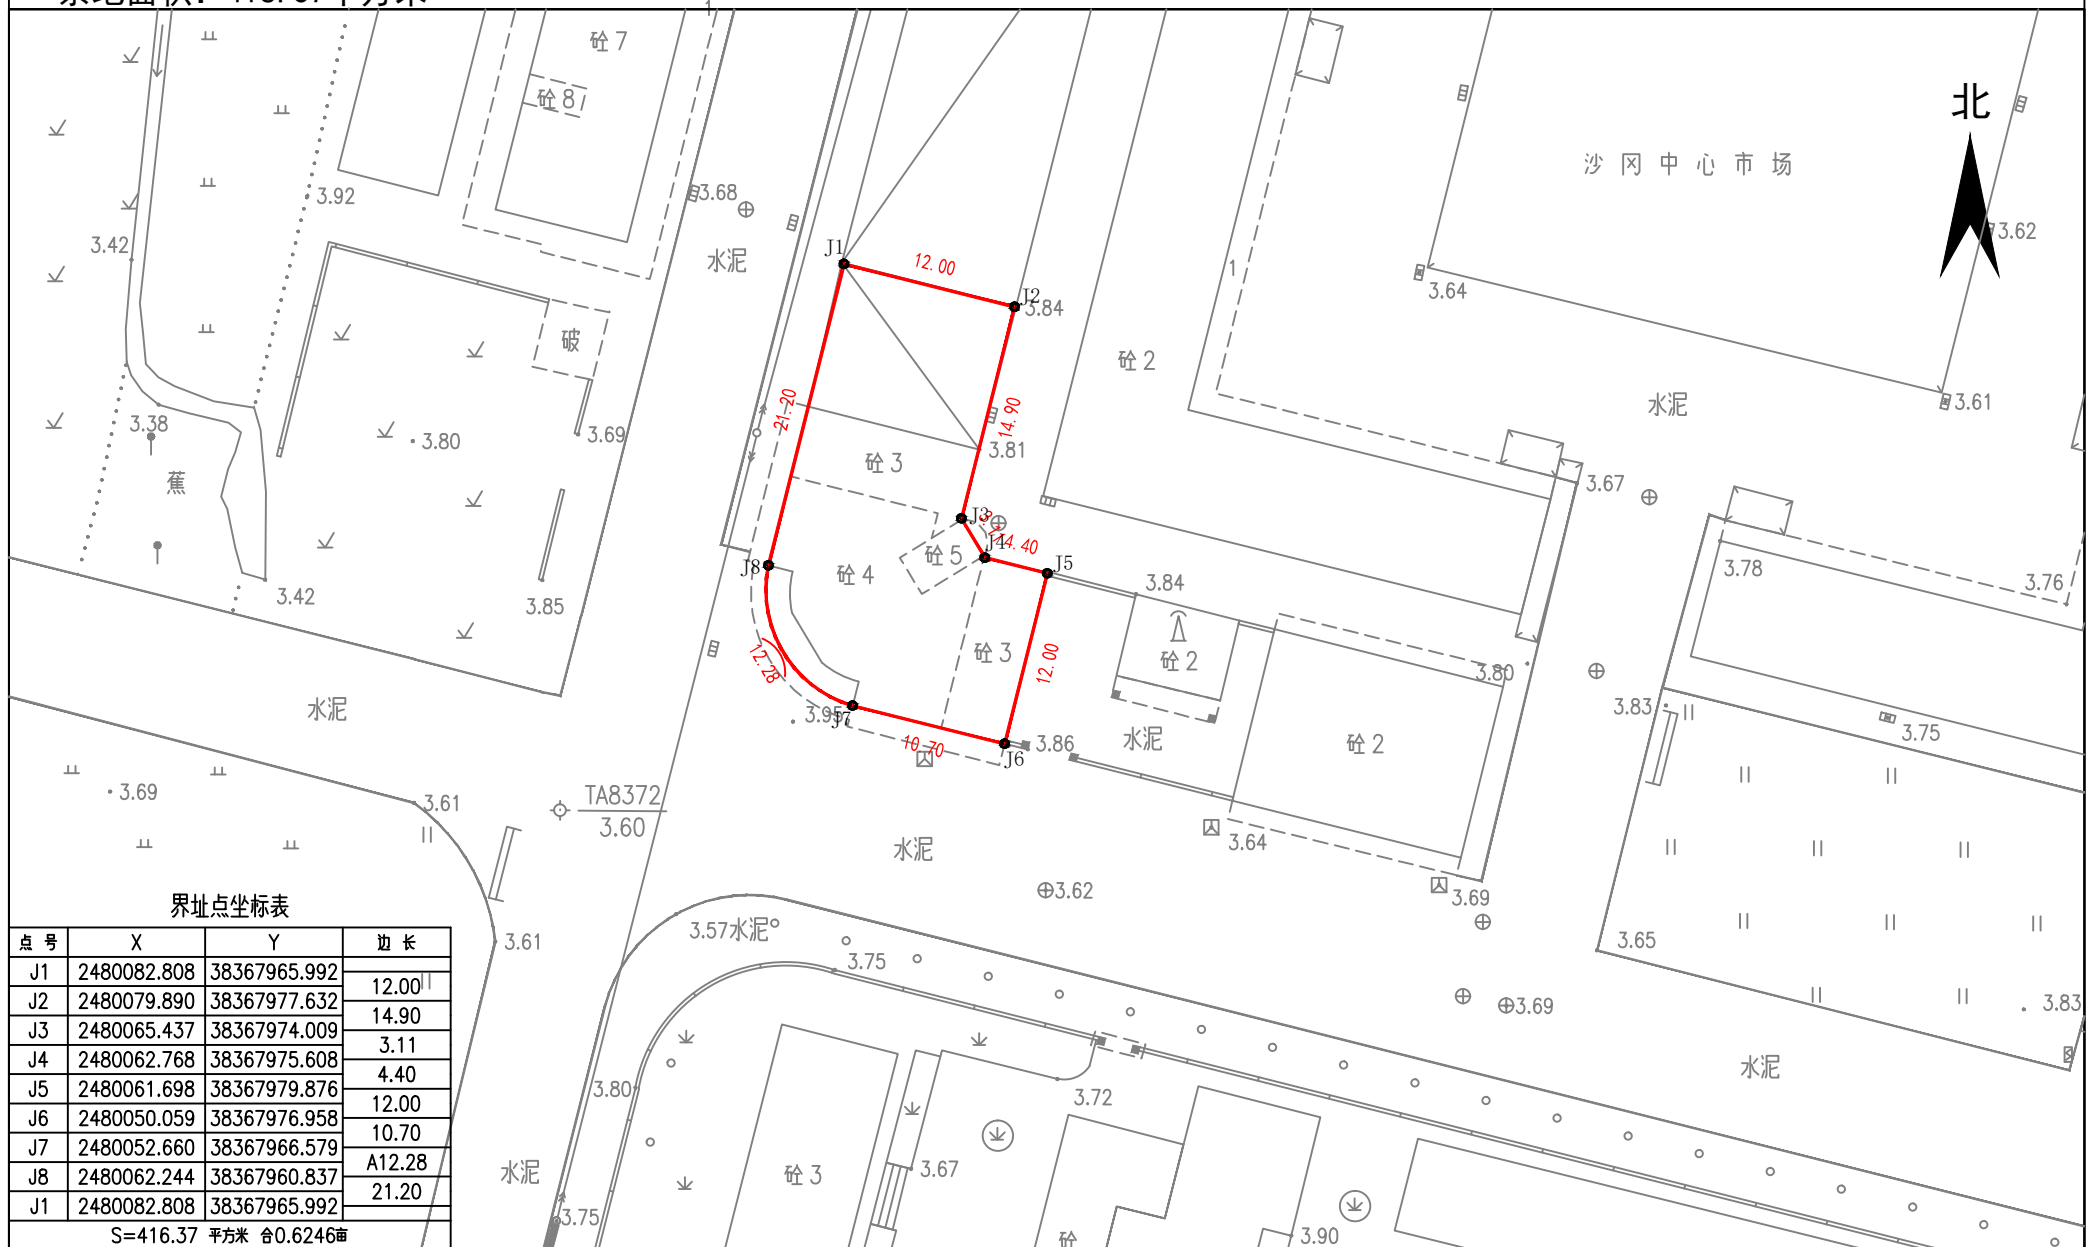 1
砼 7
砼 8
北
沙 冈 中 心 市 场
3.92
3.68
3.42
水泥
J1
12.00
1
3.62
3.64
J2
3.84
破
砼 2
21.20
14.90
水泥
3.61
3.38
3.80
3.69
3.81
砼 3
蕉
3.67
J3
J4
4.40
砼 5
J5
J8
砼 4
3.84
3.42
3.85
3.78
3.76
砼 3
12.00
砼 2
12.28
3.80
水泥
3.95
J7
10.70
J6
3.86
水泥
砼 2
3.83
3.75
3.69
3.61
TA8372
3.60
水泥
3.64
3.62
3.69
3.57水泥
3.61
3.75
3.65
3.69
3.83
水泥
3.80
3.72
水泥
砼 3
3.67
3.75
砼
3.90
界址点坐标表
点 号 X Y 边 长
J1 2480082.808 38367965.992
12.00
J2 2480079.890 38367977.632
14.90
J3 2480065.437 38367974.009
3.11
J4 2480062.768 38367975.608
4.40
J5 2480061.698 38367979.876
12.00
J6 2480050.059 38367976.958
10.70
J7 2480052.660 38367966.579
A12.28
J8 2480062.244 38367960.837
21.20
J1 2480082.808 38367965.992
S=416.37 平方米 合0.6246亩